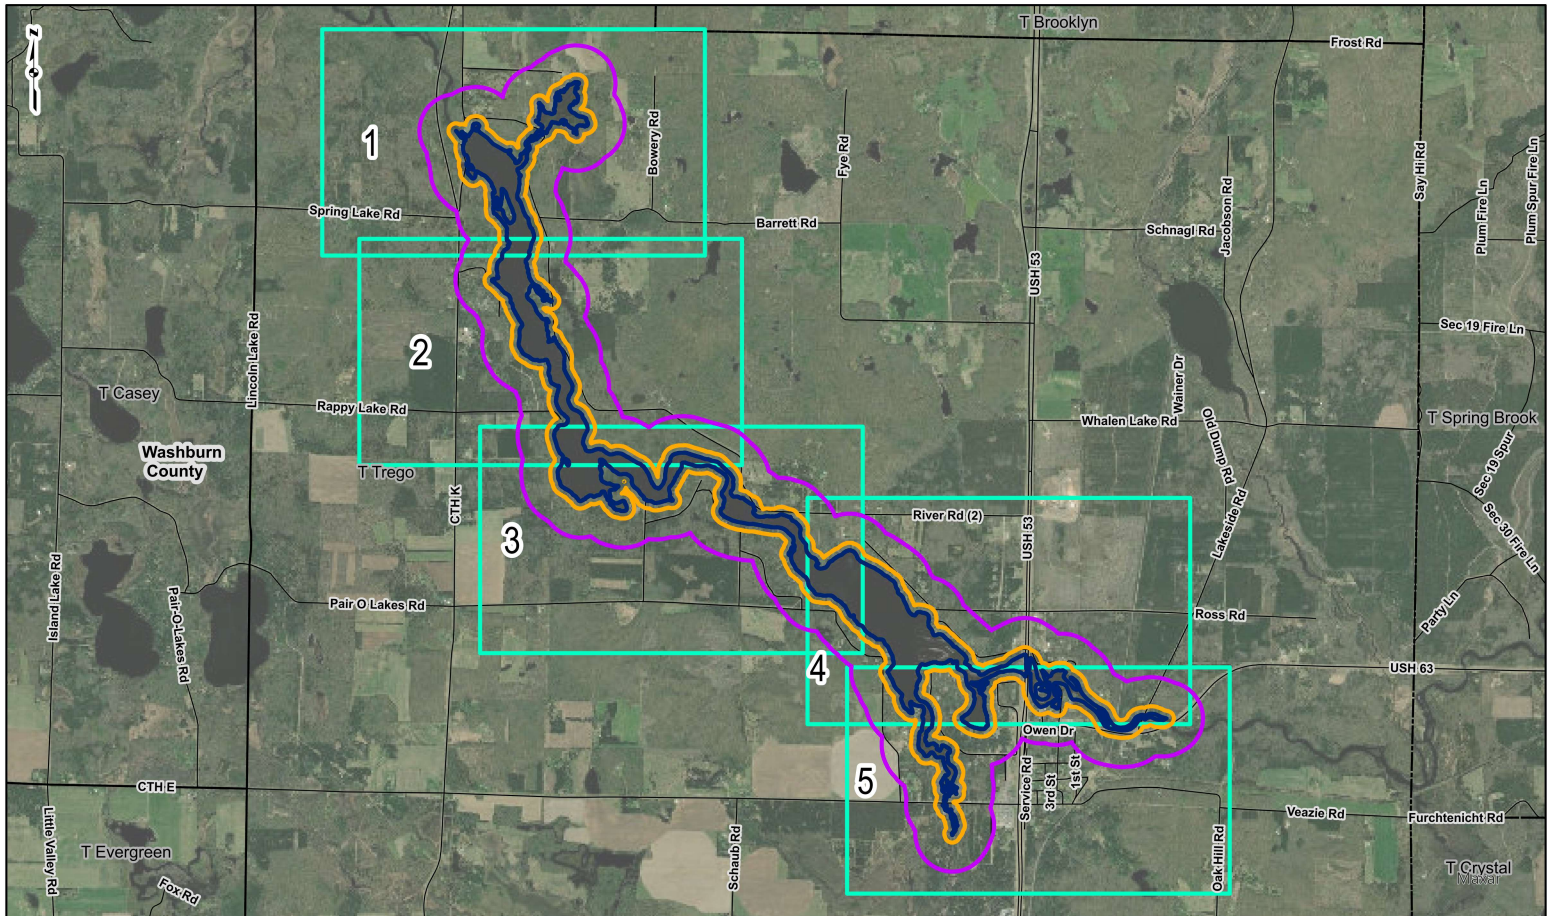 T Brooklyn
Frost Rd
N
1
Bowery Rd
Fye Rd
Say Hi Rd
Plum Fire Ln
Plum Spur Fire Ln
Jacobson Rd
Spring Lake Rd
Barrett Rd
Schnagl Rd
USH 53
Lincoln Lake Rd
2
Sec 19 Fire Ln
T Casey
Rappy Lake Rd
Wainer Dr
Whalen Lake Rd
Old Dump Rd
T Spring Brook
Washburn
County
T Trego
Sec 19 Spur
CTH K
3
River Rd (2)
USH 53
Lakeside Rd
Sec 30 Fire Ln
Island Lake Rd
Pair-O-Lakes Rd
Pair O Lakes Rd
Ross Rd
Party Ln
4
USH 63
Owen Dr
5
CTH E
Service Rd
3rd St
1st St
Little Valley Rd
Veazie Rd
Furchtenicht Rd
T Evergreen
Schaub Rd
Oak Hill Rd
T Crystal
Maxar
Fox Rd